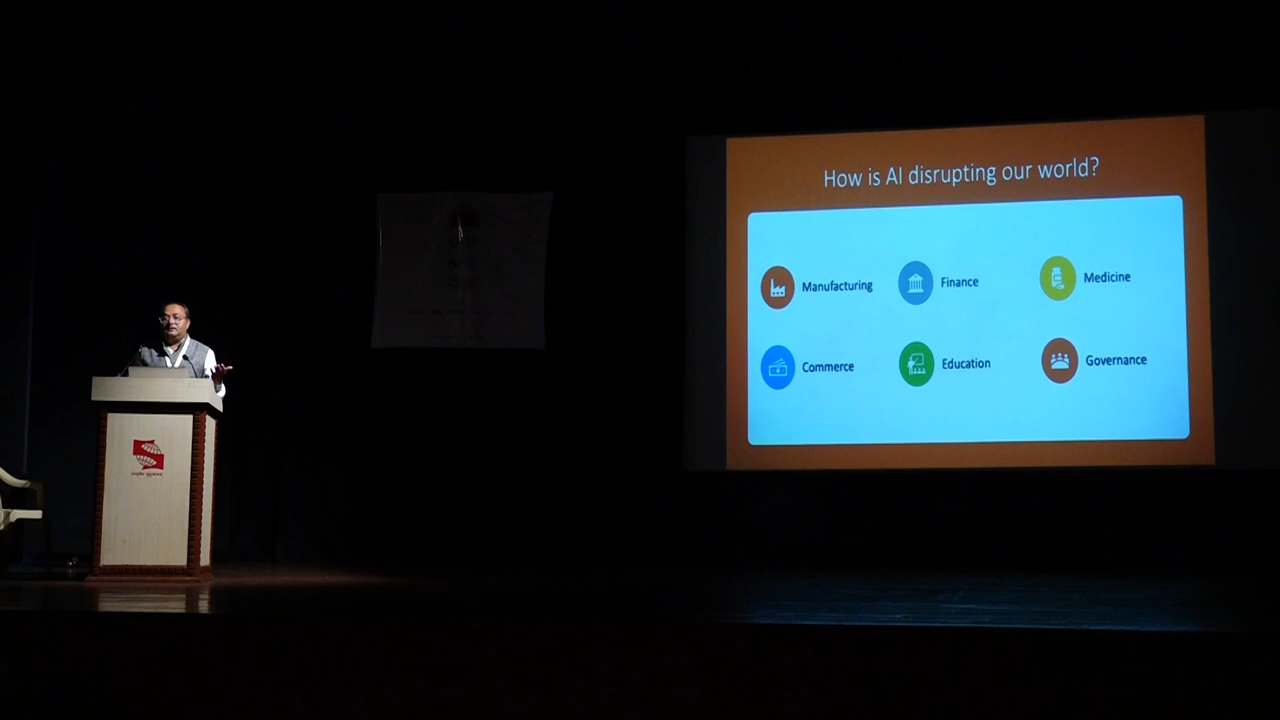 How is AI disrupting our world?
Manufacturing
Finance
Medicine
Commerce
Education
Governance